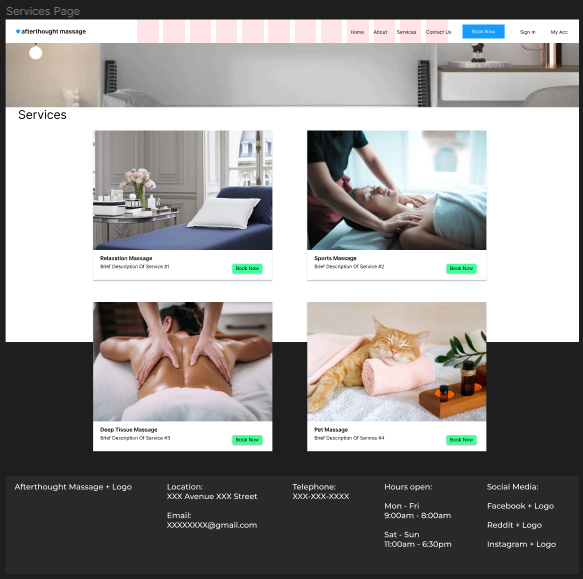 Services Page
afterthought massage
Home
About
Services
Contact Us
Book Now
Sign In
My Acc
Services
Relaxation Massage
Brief Description Of Service #1
Book Now
Sports Massage
Brief Description Of Service #2
Book Now
Deep Tissue Massage
Brief Description Of Service #3
Book Now
Pet Massage
Brief Description Of Service #4
Book Now
Afterthought Massage + Logo
Location:
XXX Avenue XXX Street
Email:
XXXXXXXX@gmail.com
Telephone:
XXX-XXX-XXXX
Hours open:
Mon - Fri
9:00am - 8:00am
Sat - Sun
11:00am - 6:30pm
Social Media:
Facebook + Logo
Reddit + Logo
Instagram + Logo